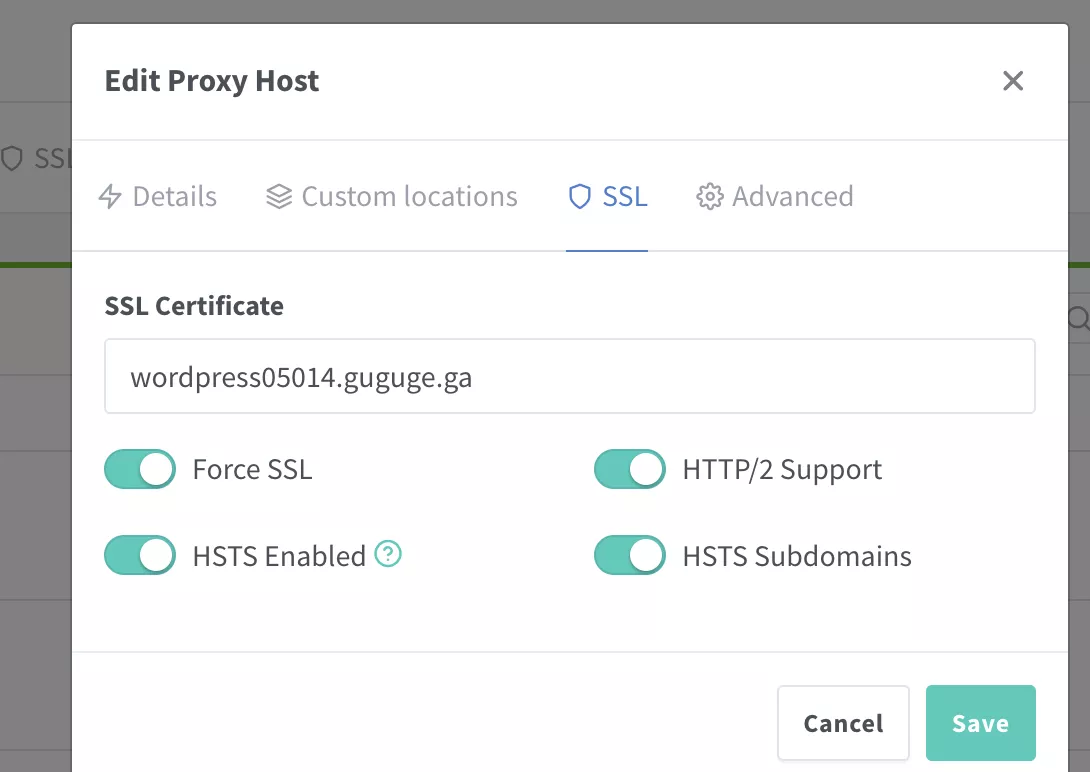 Edit Proxy Host
SSL
Details Custom locations SSL Advanced
SSL Certificate
wordpress05014.guguge.ga
Force SSL HTTP/2 Support
HSTS Enabled ? HSTS Subdomains
Cancel Save